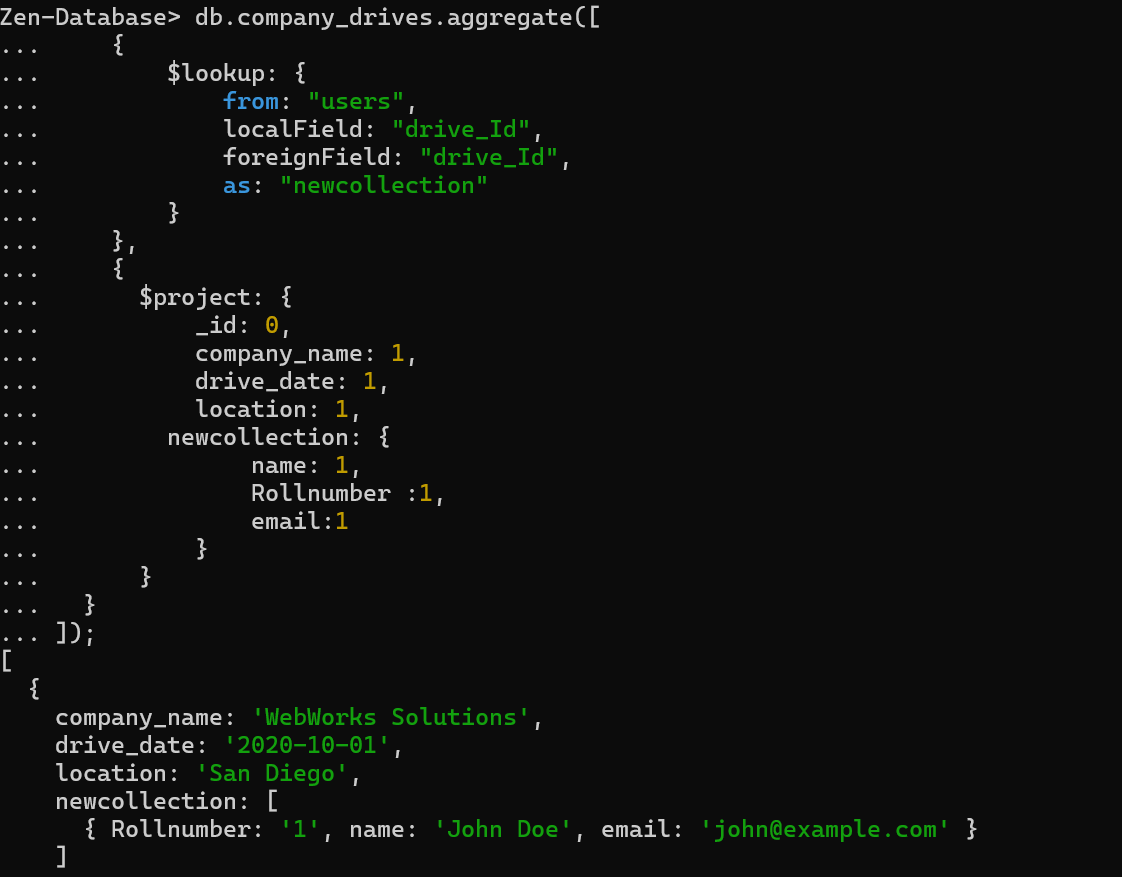 Zen-Database> db.company_drives.aggregate([
...     {
...         $lookup: {
...             from: "users",
...             localField: "drive_Id",
...             foreignField: "drive_Id",
...             as: "newcollection"
...         }
...     },
...     {
...       $project: {
...           _id: 0,
...           company_name: 1,
...           drive_date: 1,
...           location: 1,
...         newcollection: {
...               name: 1,
...               Rollnumber :1,
...               email:1
...           }
...       }
...   }
... ]);
[
  {
    company_name: 'WebWorks Solutions',
    drive_date: '2020-10-01',
    location: 'San Diego',
    newcollection: [
      { Rollnumber: '1', name: 'John Doe', email: 'john@example.com' }
    ]